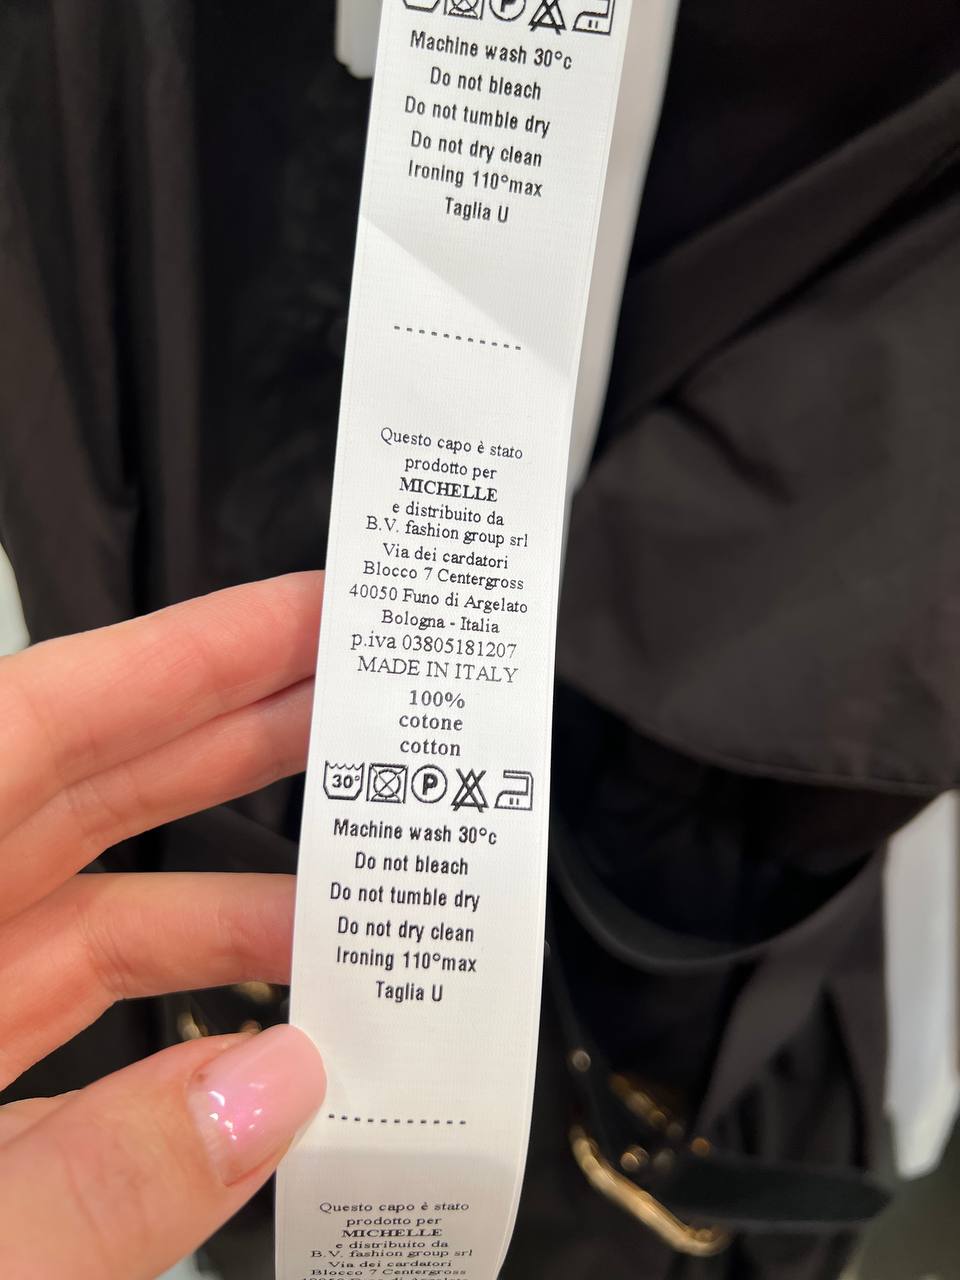 Machine wash 30°c
Do not bleach
Do not tumble dry
Do not dry clean
Ironing 110°max
Taglia U
Questo capo è stato
prodotto per
MICHELLE
e distribuito da
B.V. fashion group srl
Via dei cardatori
Blocco 7 Centergross
40050 Funo di Argelato
Bologna - Italia
p.iva 03805181207
MADE IN ITALY
100%
cotone
cotton
30° P
Machine wash 30°c
Do not bleach
Do not tumble dry
Do not dry clean
Ironing 110°max
Taglia U
Questo capo è stato
prodotto per
MICHELLE
e distribuito da
B.V. fashion group srl
Via dei cardatori
Blocco 7 Centergross